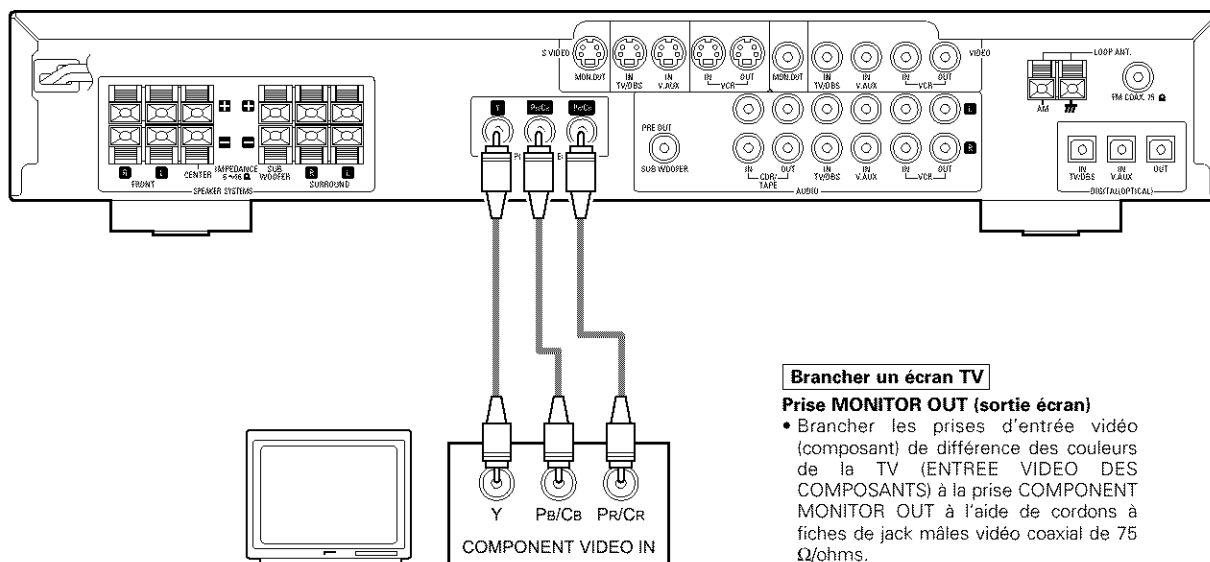 S VIDEO
MON.OUT
IN
TV/DBS
IN
V.AUX
IN
OUT
VCR
MON.OUT
IN
TV/DBS
IN
V.AUX
IN
OUT
VCR
VIDEO
LOOP ANT.
AM
FM COAX. 75 Ω
Y
PRE OUT
SUB WOOFER
L
R
IN
OUT
CDR/
TAPE
IN
TV/DBS
IN
V.AUX
IN
OUT
VCR
AUDIO
IN
TV/DBS
IN
V.AUX
OUT
DIGITAL(OPTICAL)
R
L
FRONT
CENTER
IMPEDANCE
6~16 Ω
SUB
WOOFER
R
L
SURROUND
SPEAKER SYSTEMS
Brancher un écran TV
Prise MONITOR OUT (sortie écran)
• Brancher les prises d'entrée vidéo
(composant) de différence des couleurs
de la TV (ENTREE VIDEO DES
COMPOSANTS) à la prise COMPONENT
MONITOR OUT à l'aide de cordons à
fiches de jack mâles vidéo coaxial de 75
Ω/ohms.
Y
PB/CB
PR/CR
COMPONENT VIDEO IN